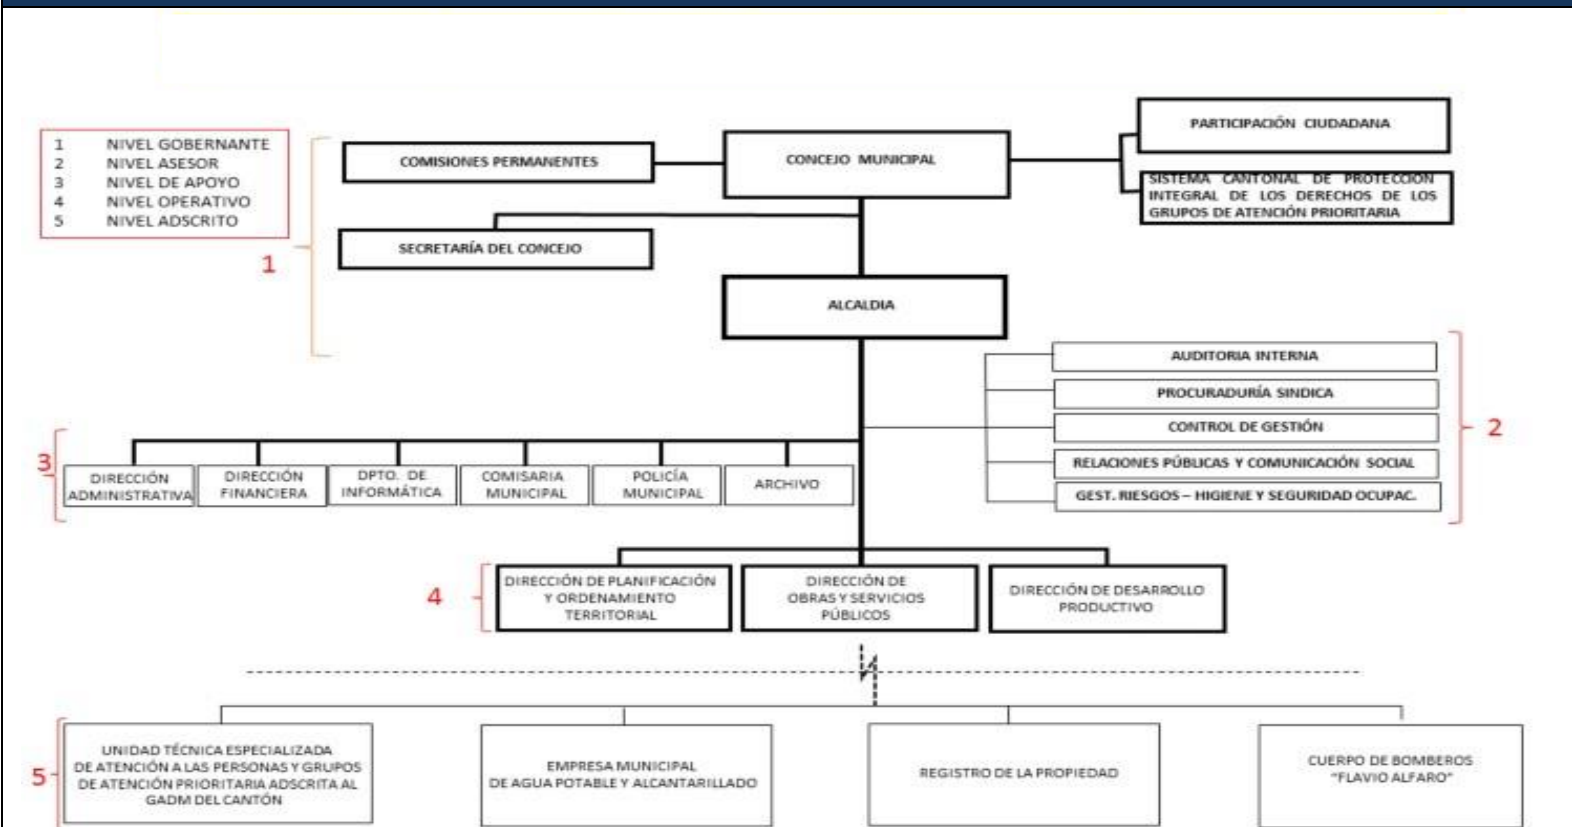 1 NIVEL GOBERNANTE
2 NIVEL ASESOR
3 NIVEL DE APOYO
4 NIVEL OPERATIVO
5 NIVEL ADSCRITO
1
COMISIONES PERMANENTES
CONCEJO MUNICIPAL
PARTICIPACIÓN CIUDADANA
SISTEMA CANTONAL DE PROTECCIÓN
INTEGRAL DE LOS DERECHOS DE LOS
GRUPOS DE ATENCIÓN PRIORITARIA
SECRETARÍA DEL CONCEJO
ALCALDIA
AUDITORIA INTERNA
PROCURADURÍA SINDICA
CONTROL DE GESTIÓN
RELACIONES PÚBLICAS Y COMUNICACIÓN SOCIAL
GEST. RIESGOS – HIGIENE Y SEGURIDAD OCUPAC.
2
3
DIRECCIÓN
ADMINISTRATIVA
DIRECCIÓN
FINANCIERA
DPTO. DE
INFORMÁTICA
COMISARIA
MUNICIPAL
POLICÍA
MUNICIPAL
ARCHIVO
4
DIRECCIÓN DE PLANIFICACIÓN
Y ORDENAMIENTO
TERRITORIAL
DIRECCIÓN DE
OBRAS Y SERVICIOS
PÚBLICOS
DIRECCIÓN DE DESARROLLO
PRODUCTIVO
5
UNIDAD TÉCNICA ESPECIALIZADA
DE ATENCIÓN A LAS PERSONAS Y GRUPOS
DE ATENCIÓN PRIORITARIA ADSCRITA AL
GADM DEL CANTÓN
EMPRESA MUNICIPAL
DE AGUA POTABLE Y ALCANTARILLADO
REGISTRO DE LA PROPIEDAD
CUERPO DE BOMBEROS
"FLAVIO ALFARO"